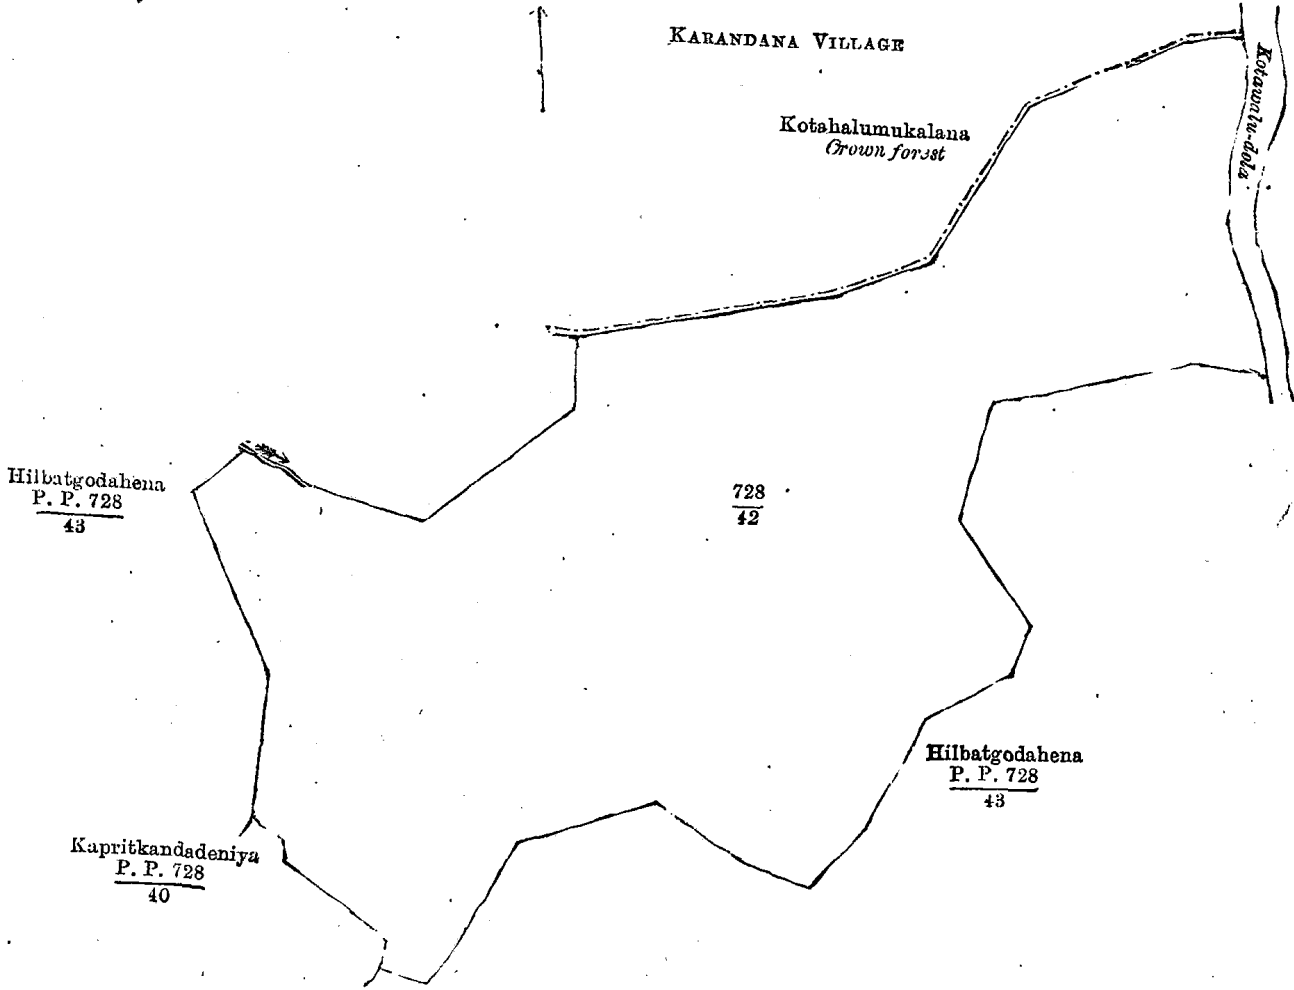 KARANDANA VILLAGE
Kotahalumukalana
Crown forest
Kotawalu-dola
Hilbatgodahena
P. P. 728
43
728
42
Hilbatgodahena
P. P. 728
43
Kapritkandadeniya
P. P. 728
40